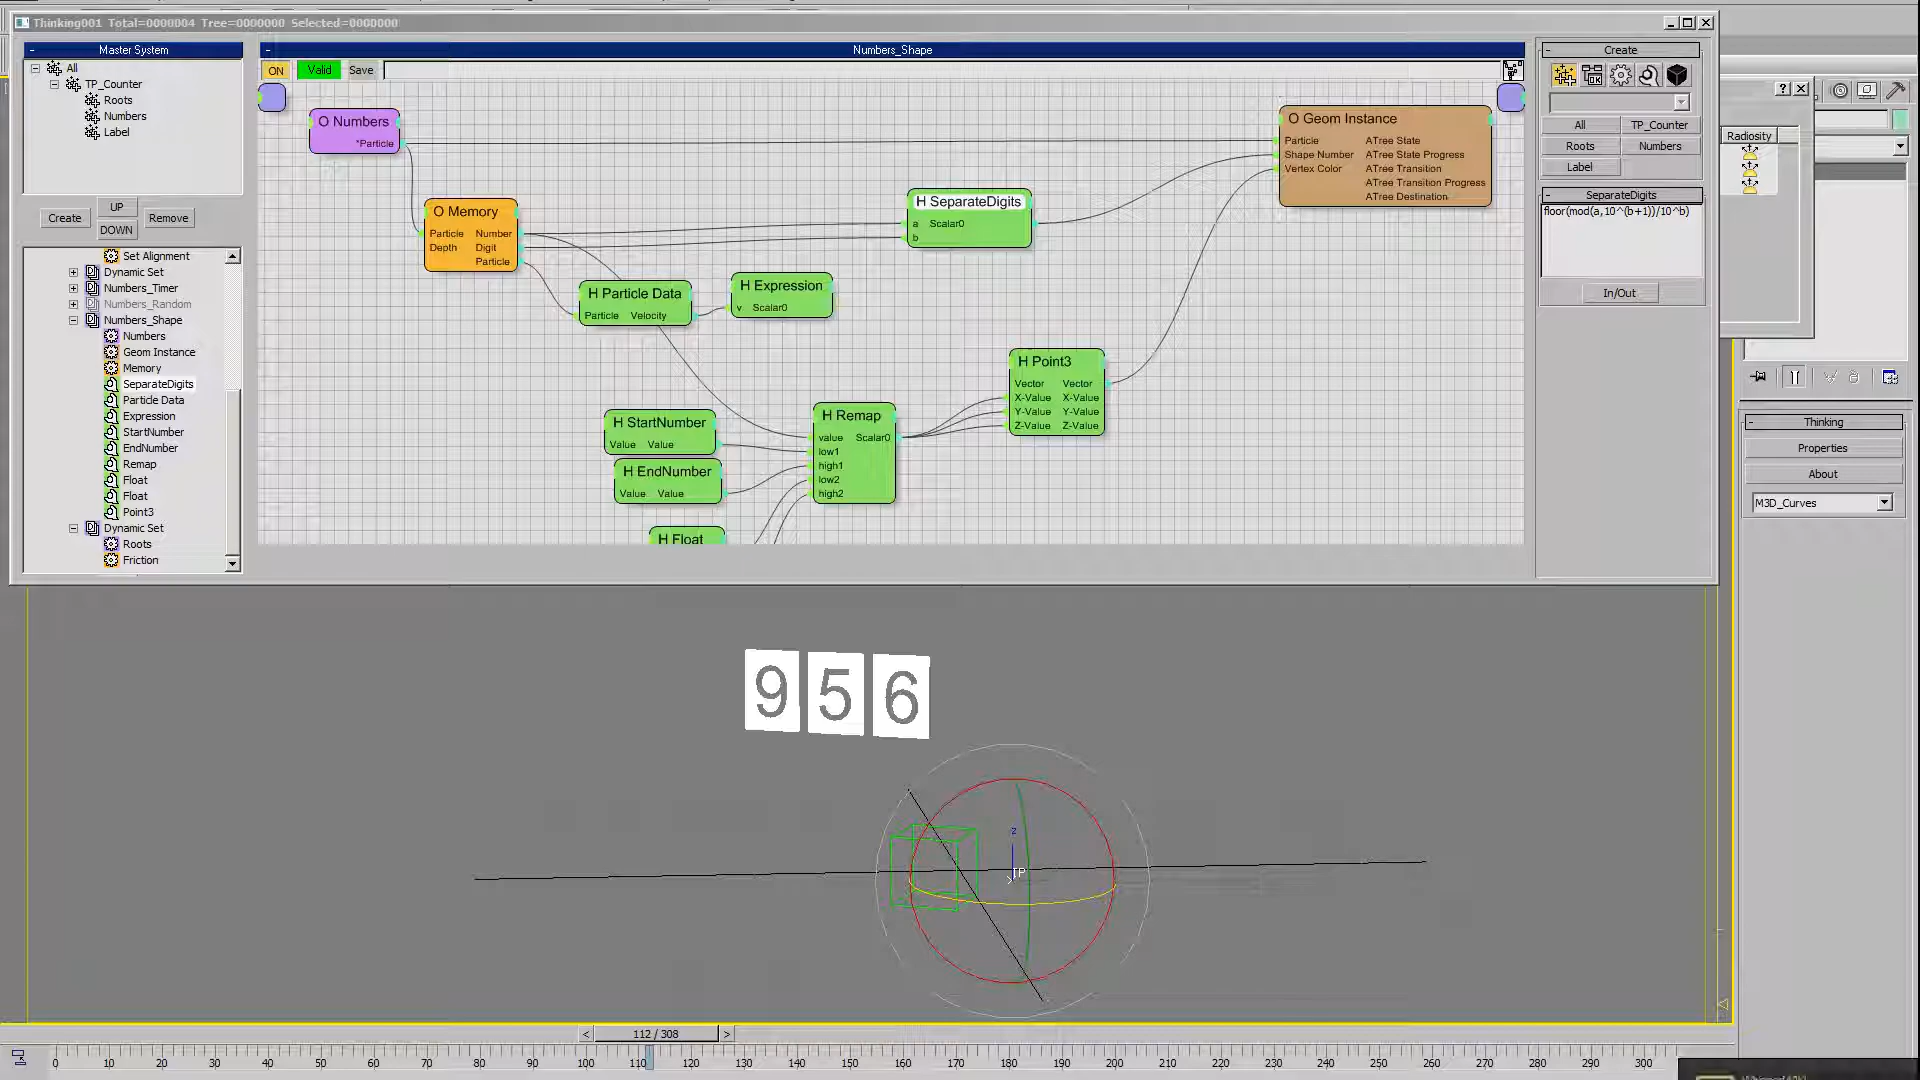 Thinking001 Total=0000004 Tree=0000000 Selected=0000000
Master System
All
TP_Counter
Roots
Numbers
Label
Create
UP
DOWN
Remove
Set Alignment
Dynamic Set
Numbers_Timer
Numbers_Random
Numbers_Shape
Numbers
Geom Instance
Memory
SeparateDigits
Particle Data
Expression
StartNumber
EndNumber
Remap
Float
Float
Point3
Dynamic Set
Roots
Friction
Numbers_Shape
ON
Valid
Save
O Numbers
*Particle
O Memory
Particle Number
Depth Digit
Particle
H Particle Data
Particle Velocity
H Expression
v Scalar0
H SeparateDigits
a Scalar0
b
O Geom Instance
Particle ATree State
Shape Number ATree State Progress
Vertex Color ATree Transition
ATree Transition Progress
ATree Destination
H Point3
Vector Vector
X-Value X-Value
Y-Value Y-Value
Z-Value Z-Value
H StartNumber
Value Value
H EndNumber
Value Value
H Remap
value Scalar0
low1
high1
low2
high2
H Float
Create
All
TP_Counter
Roots
Numbers
Label
SeparateDigits
floor(mod(a,10^(b+1))/10^b)
In/Out
Radiosity
Thinking
Properties
About
M3D_Curves
9 5 6
z
TP
< 112 / 308 >
0 10 20 30 40 50 60 70 80 90 100 110 120 130 140 150 160 170 180 190 200 210 220 230 240 250 260 270 280 290 300